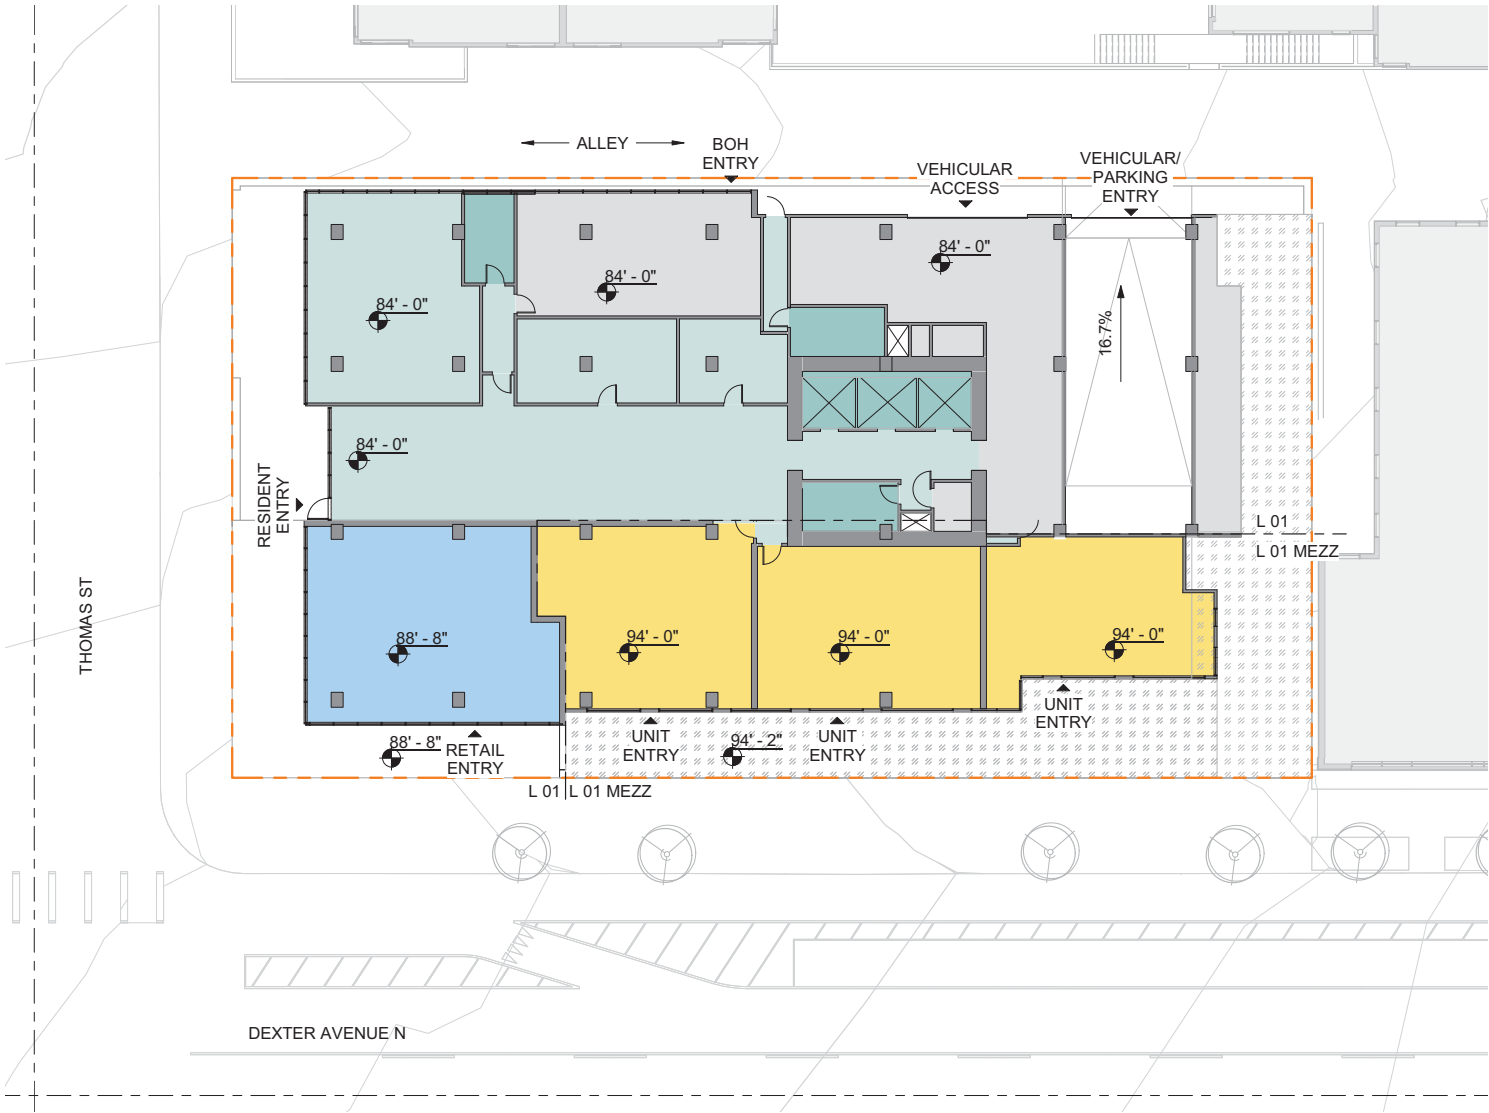 ALLEY
BOH
ENTRY
VEHICULAR
ACCESS
VEHICULAR/
PARKING
ENTRY
84' - 0"
84' - 0"
84' - 0"
16.7%
84' - 0"
RESIDENT
ENTRY
L 01
L 01 MEZZ
THOMAS ST
88' - 8"
94' - 0"
94' - 0"
94' - 0"
UNIT
ENTRY
UNIT
ENTRY
UNIT
ENTRY
88' - 8"
RETAIL
ENTRY
94' - 2"
L 01
L 01 MEZZ
DEXTER AVENUE N